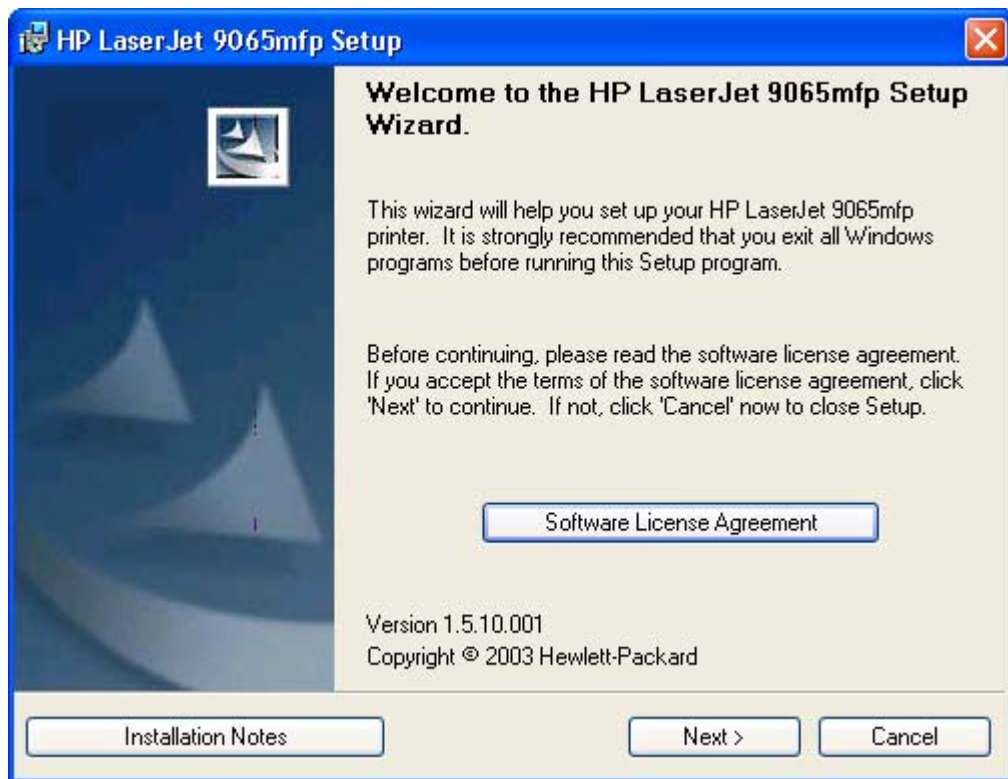 HP LaserJet 9065mfp Setup
Welcome to the HP LaserJet 9065mfp Setup
Wizard.
This wizard will help you set up your HP LaserJet 9065mfp
printer. It is strongly recommended that you exit all Windows
programs before running this Setup program.
Before continuing, please read the software license agreement.
If you accept the terms of the software license agreement, click
'Next' to continue. If not, click 'Cancel' now to close Setup.
Software License Agreement
Version 1.5.10.001
Copyright © 2003 Hewlett-Packard
Installation Notes
Next >
Cancel